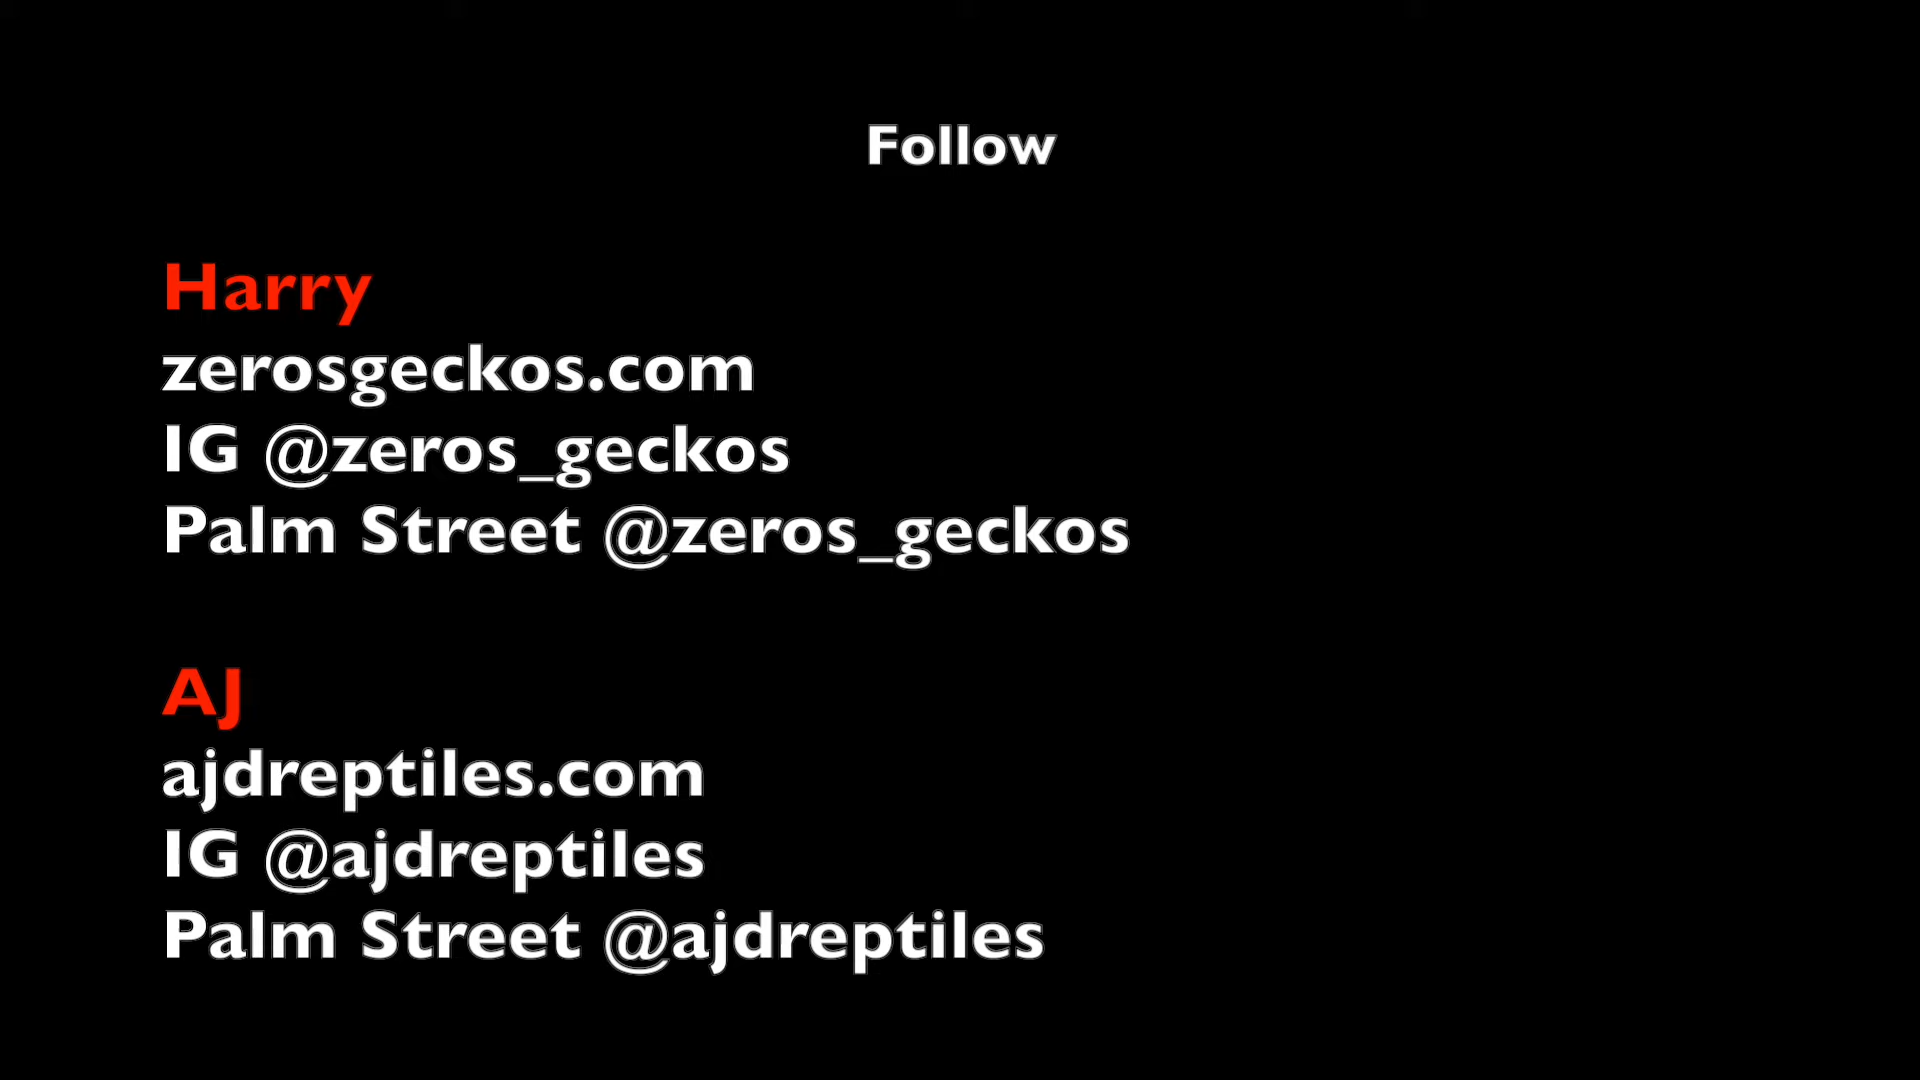 Follow
Harry
zerosgeckos.com
IG @zeros_geckos
Palm Street @zeros_geckos
AJ
ajdreptiles.com
IG @ajdreptiles
Palm Street @ajdreptiles